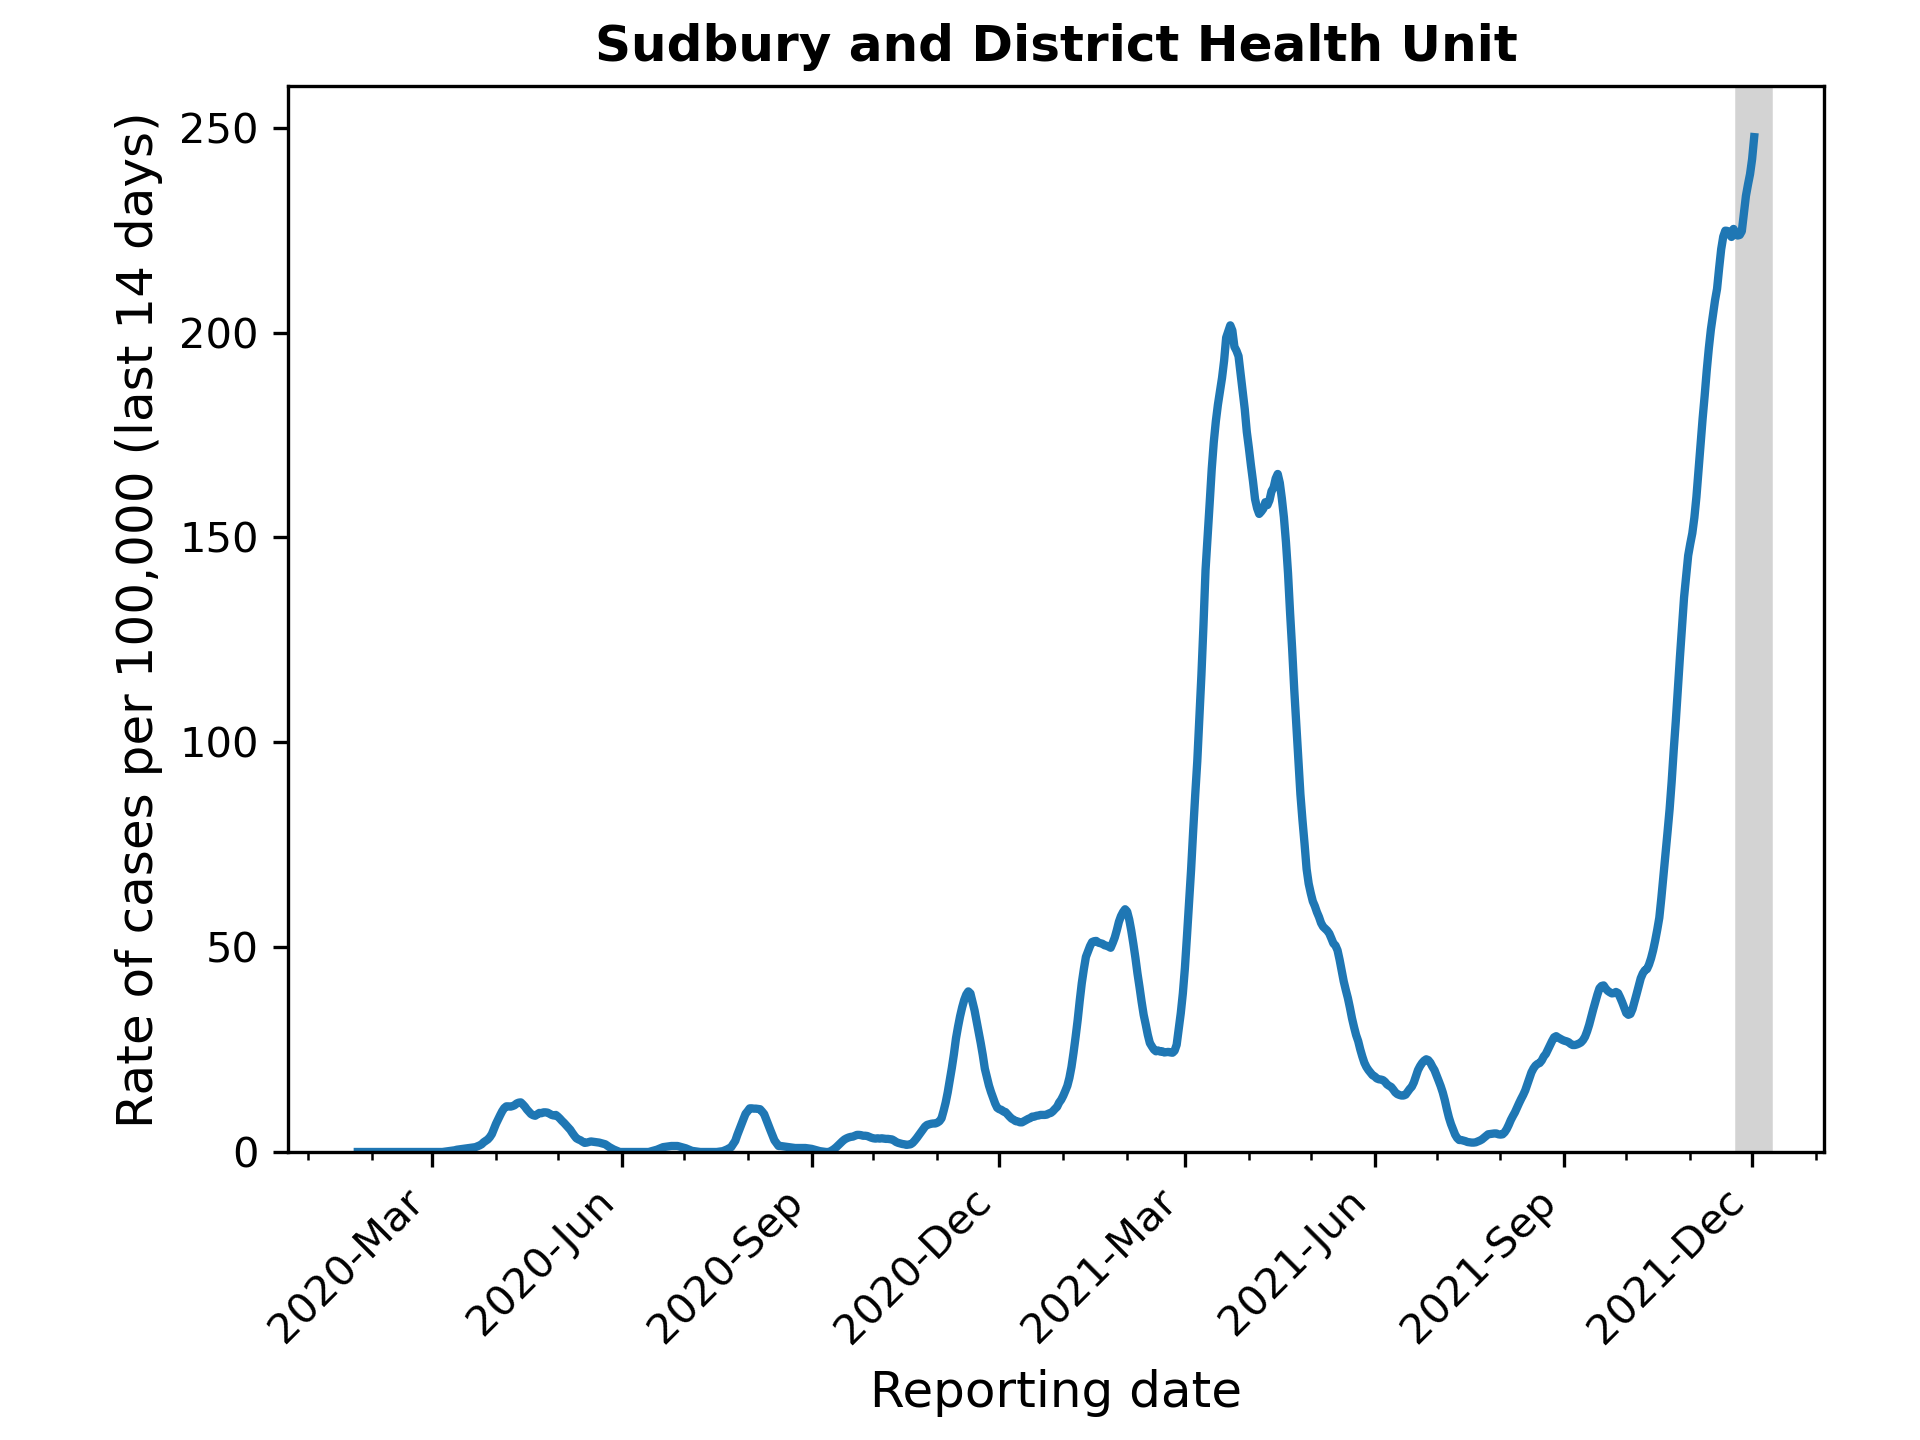 Sudbury and District Health Unit
Rate of cases per 100,000 (last 14 days)
250
200
150
100
50
0
2020-Mar
2020-Jun
2020-Sep
2020-Dec
2021-Mar
2021-Jun
2021-Sep
2021-Dec
Reporting date